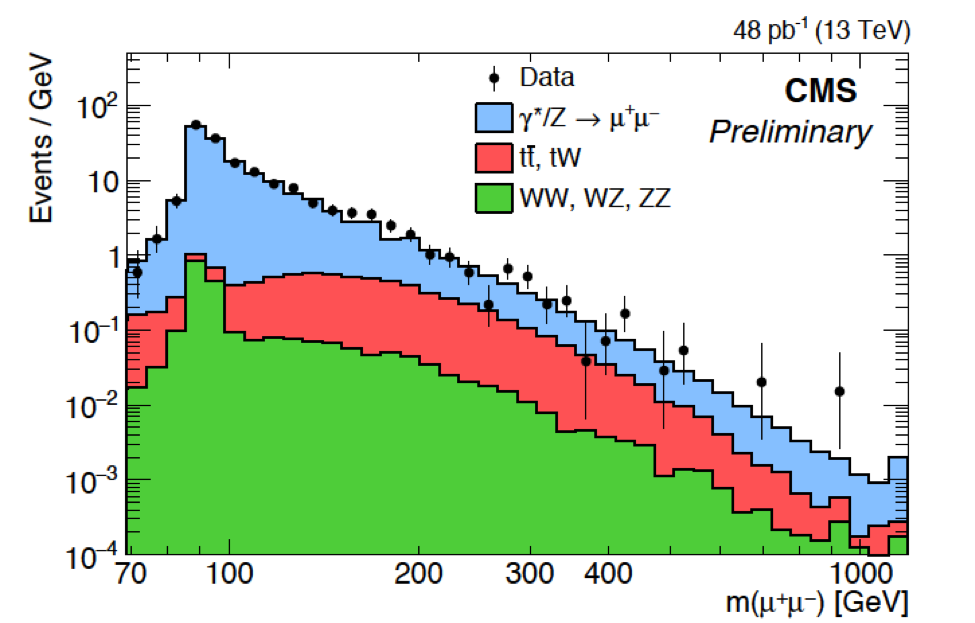 48 pb⁻¹ (13 TeV)
Events / GeV
Data
γ*/Z → μ⁺μ⁻
tt̄, tW
WW, WZ, ZZ
CMS
Preliminary
10²
10
1
10⁻¹
10⁻²
10⁻³
10⁻⁴
70 100 200 300 400 1000
m(μ⁺μ⁻) [GeV]